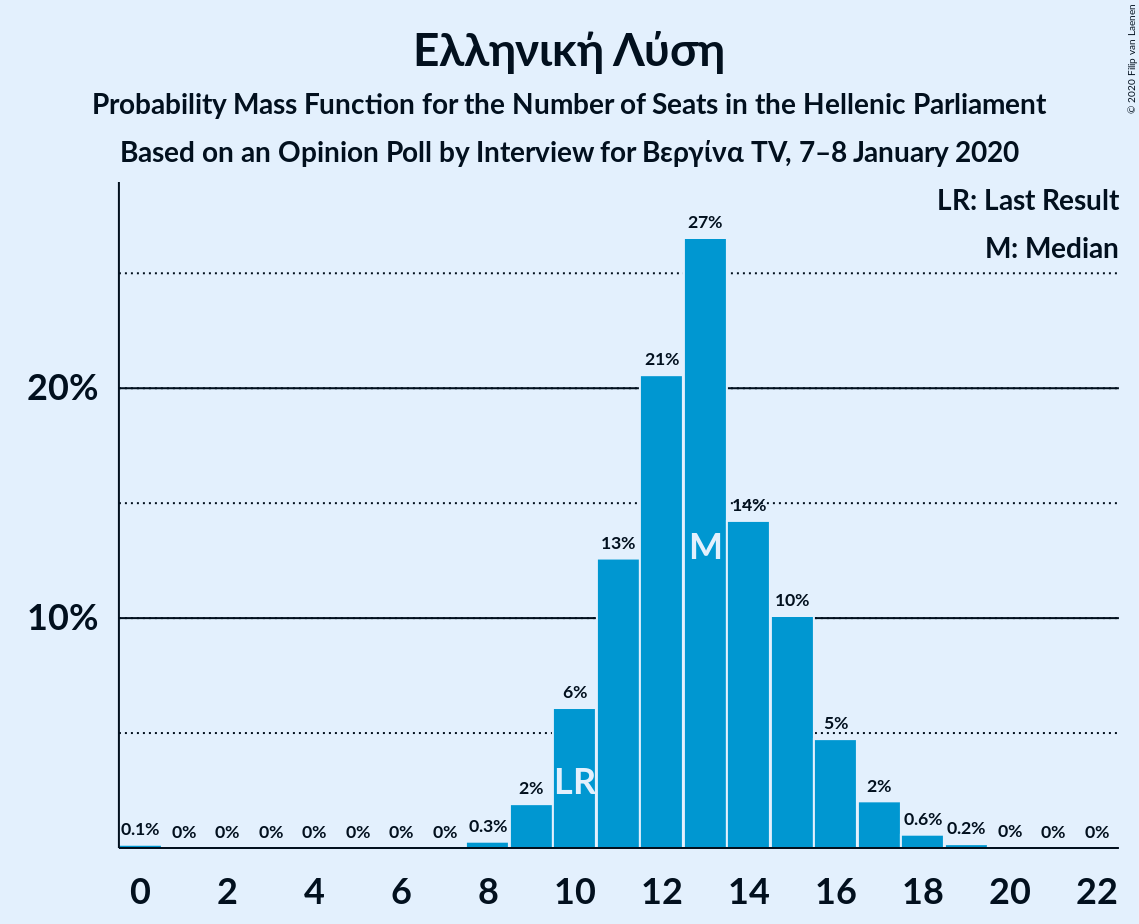 Ελληνική Λύση
Probability Mass Function for the Number of Seats in the Hellenic Parliament
Based on an Opinion Poll by Interview for Βεργίνα TV, 7–8 January 2020
© 2020 Filip van Laenen
LR: Last Result
M: Median
27%
21%
20%
14%
13%
M
10%
10%
6%
5%
LR
2%
2%
0.1%
0%
0%
0%
0%
0%
0%
0%
0.3%
0.6%
0.2%
0%
0%
0%
0 2 4 6 8 10 12 14 16 18 20 22